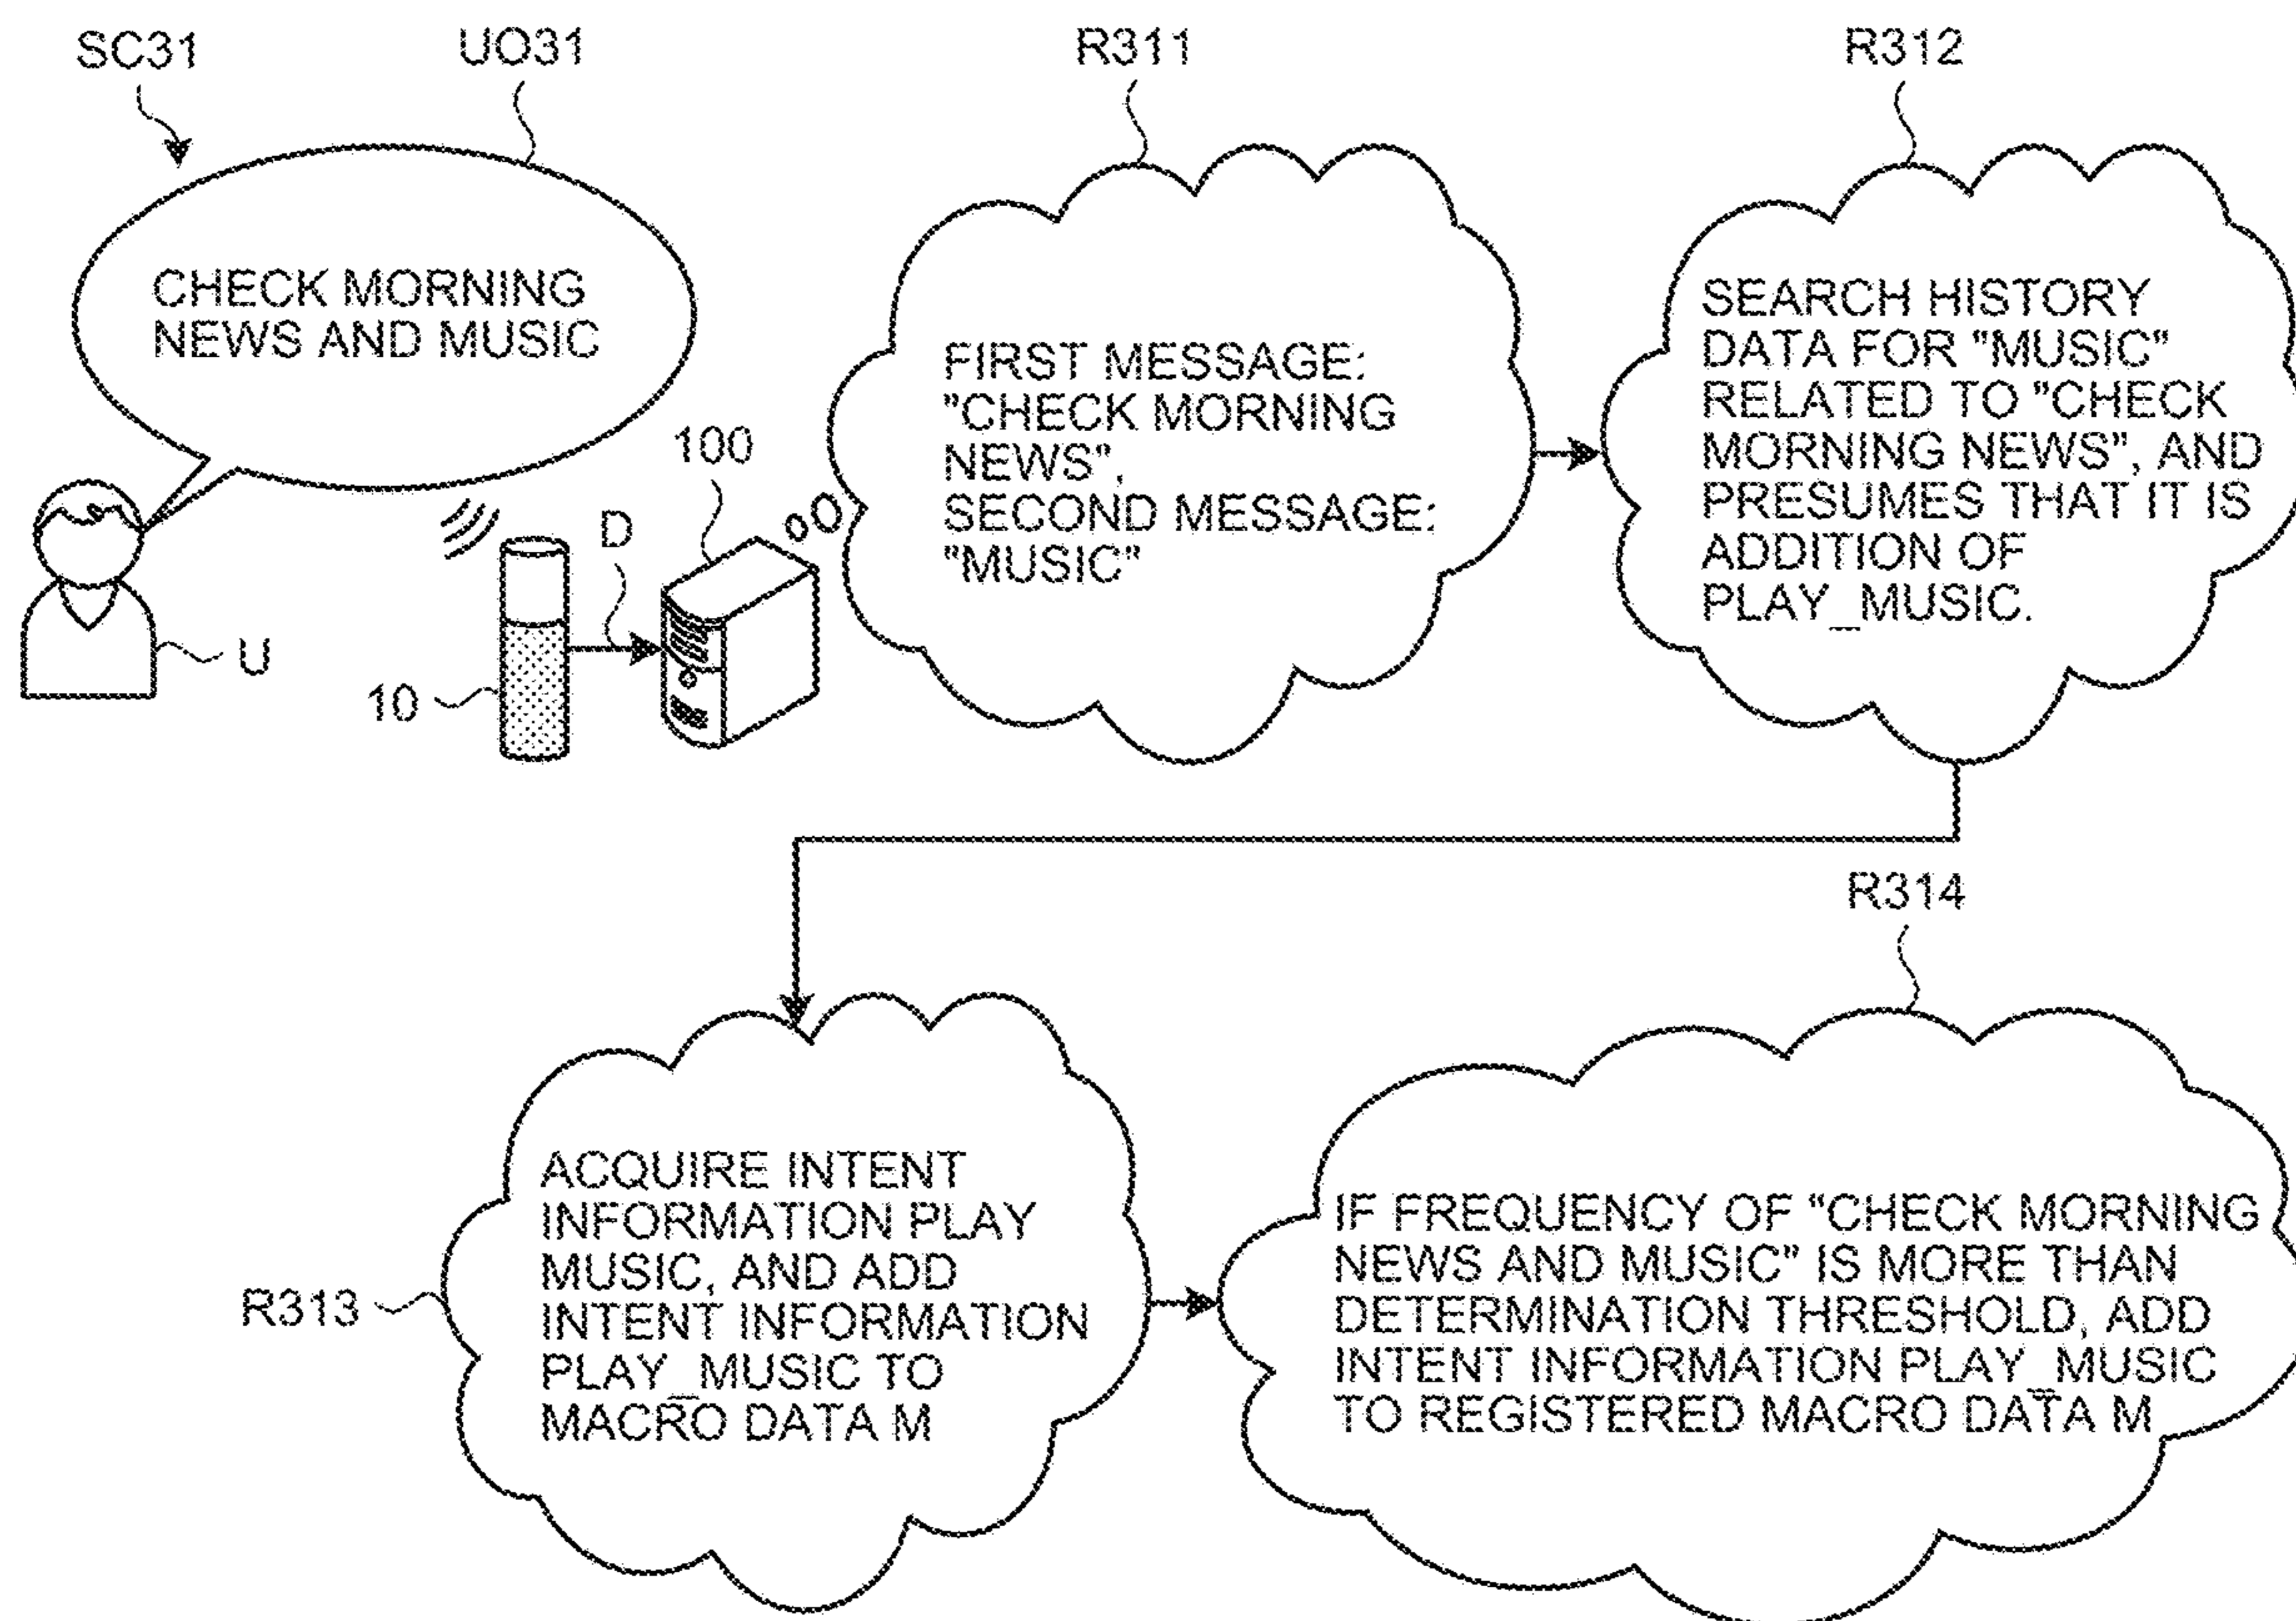 SC31
UO31
R311
R312
CHECK MORNING
NEWS AND MUSIC
FIRST MESSAGE:
"CHECK MORNING
NEWS",
SECOND MESSAGE:
"MUSIC"
SEARCH HISTORY
DATA FOR "MUSIC"
RELATED TO "CHECK
MORNING NEWS", AND
PRESUMES THAT IT IS
ADDITION OF
PLAY_MUSIC.
100
D
U
10
R314
ACQUIRE INTENT
INFORMATION PLAY
MUSIC, AND ADD
INTENT INFORMATION
PLAY_MUSIC TO
MACRO DATA M
R313
IF FREQUENCY OF "CHECK MORNING
NEWS AND MUSIC" IS MORE THAN
DETERMINATION THRESHOLD, ADD
INTENT INFORMATION PLAY_MUSIC
TO REGISTERED MACRO DATA M